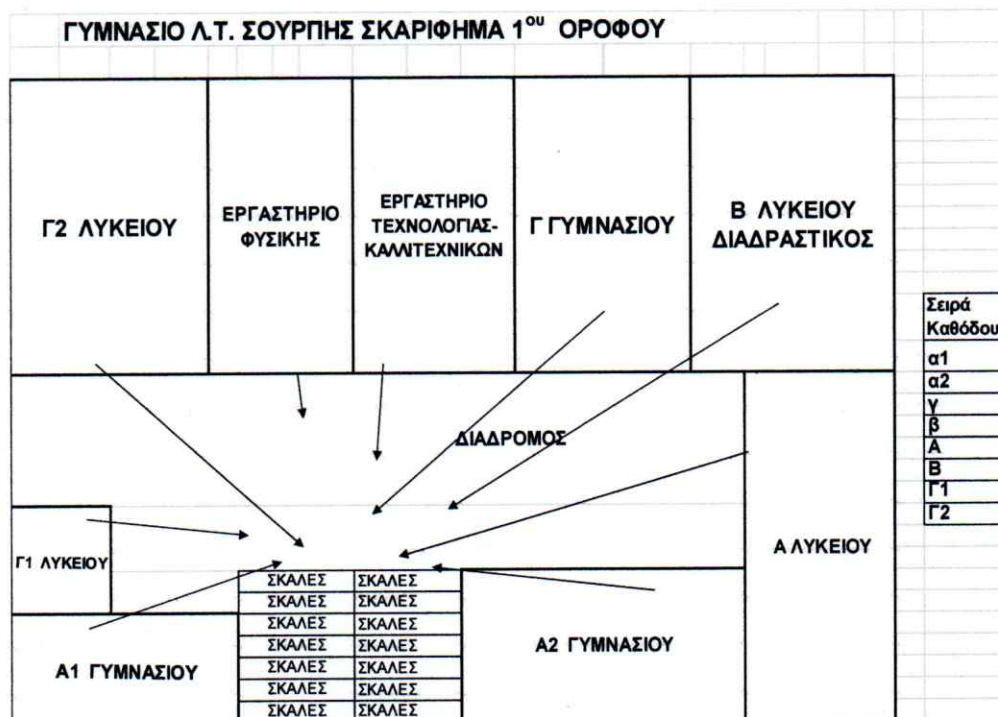 ΓΥΜΝΑΣΙΟ Λ.Τ. ΣΟΥΡΠΗΣ ΣΚΑΡΙΦΗΜΑ 1ου ΟΡΟΦΟΥ
Γ2 ΛΥΚΕΙΟΥ
ΕΡΓΑΣΤΗΡΙΟ
ΦΥΣΙΚΗΣ
ΕΡΓΑΣΤΗΡΙΟ
ΤΕΧΝΟΛΟΓΙΑΣ-
ΚΑΛΛΙΤΕΧΝΙΚΩΝ
Γ ΓΥΜΝΑΣΙΟΥ
Β ΛΥΚΕΙΟΥ
ΔΙΑΔΡΑΣΤΙΚΟΣ
Σειρά
Καθόδου
α1
α2
γ
β
Α
Β
Γ1
Γ2
ΔΙΑΔΡΟΜΟΣ
Γ1 ΛΥΚΕΙΟΥ
Α ΛΥΚΕΙΟΥ
ΣΚΑΛΕΣ ΣΚΑΛΕΣ
ΣΚΑΛΕΣ ΣΚΑΛΕΣ
ΣΚΑΛΕΣ ΣΚΑΛΕΣ
ΣΚΑΛΕΣ ΣΚΑΛΕΣ
ΣΚΑΛΕΣ ΣΚΑΛΕΣ
ΣΚΑΛΕΣ ΣΚΑΛΕΣ
ΣΚΑΛΕΣ ΣΚΑΛΕΣ
Α1 ΓΥΜΝΑΣΙΟΥ
Α2 ΓΥΜΝΑΣΙΟΥ